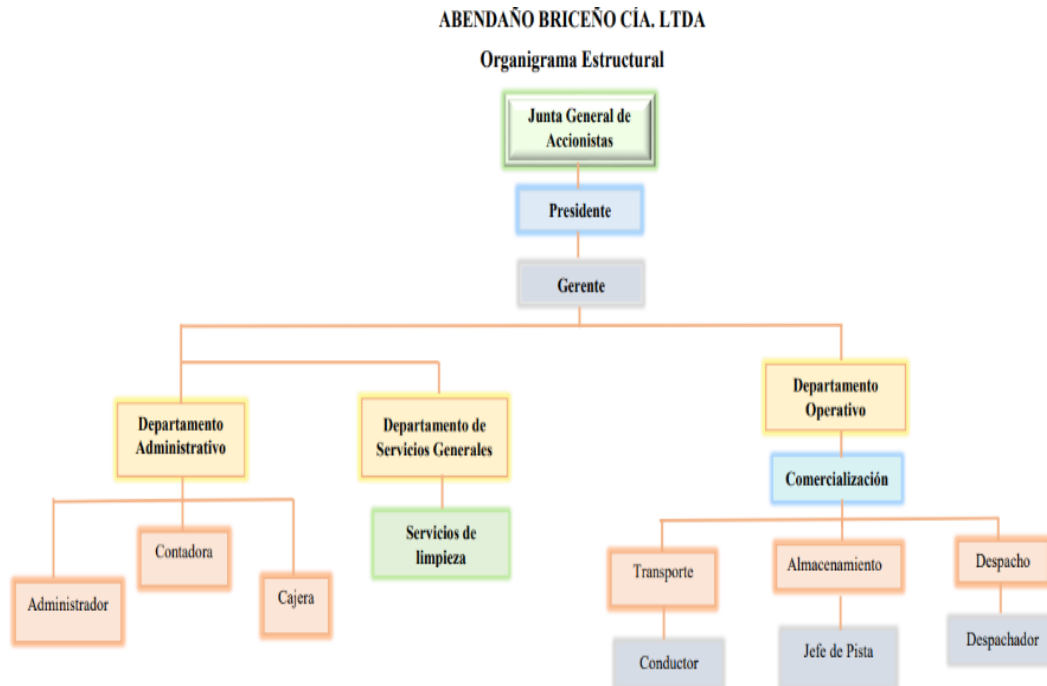 ABENDAÑO BRICEÑO CÍA. LTDA
Organigrama Estructural
Junta General de
Accionistas
Presidente
Gerente
Departamento
Administrativo
Departamento de
Servicios Generales
Departamento
Operativo
Comercialización
Administrador
Contadora
Cajera
Servicios de
limpieza
Transporte
Almacenamiento
Despacho
Conductor
Jefe de Pista
Despachador